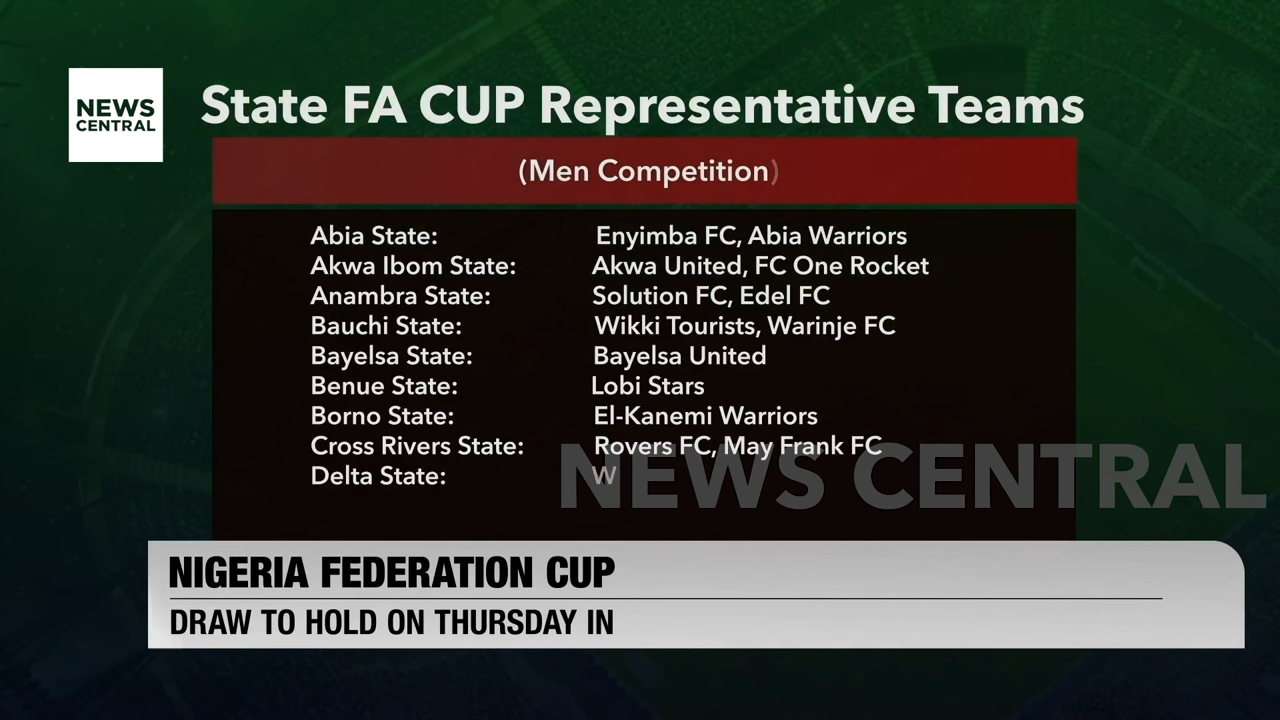 NEWS
CENTRAL
State FA CUP Representative Teams
(Men Competition)
Abia State: Enyimba FC, Abia Warriors
Akwa Ibom State: Akwa United, FC One Rocket
Anambra State: Solution FC, Edel FC
Bauchi State: Wikki Tourists, Warinje FC
Bayelsa State: Bayelsa United
Benue State: Lobi Stars
Borno State: El-Kanemi Warriors
Cross Rivers State: Rovers FC, May Frank FC
Delta State: W
NEWS CENTRAL
NIGERIA FEDERATION CUP
DRAW TO HOLD ON THURSDAY IN